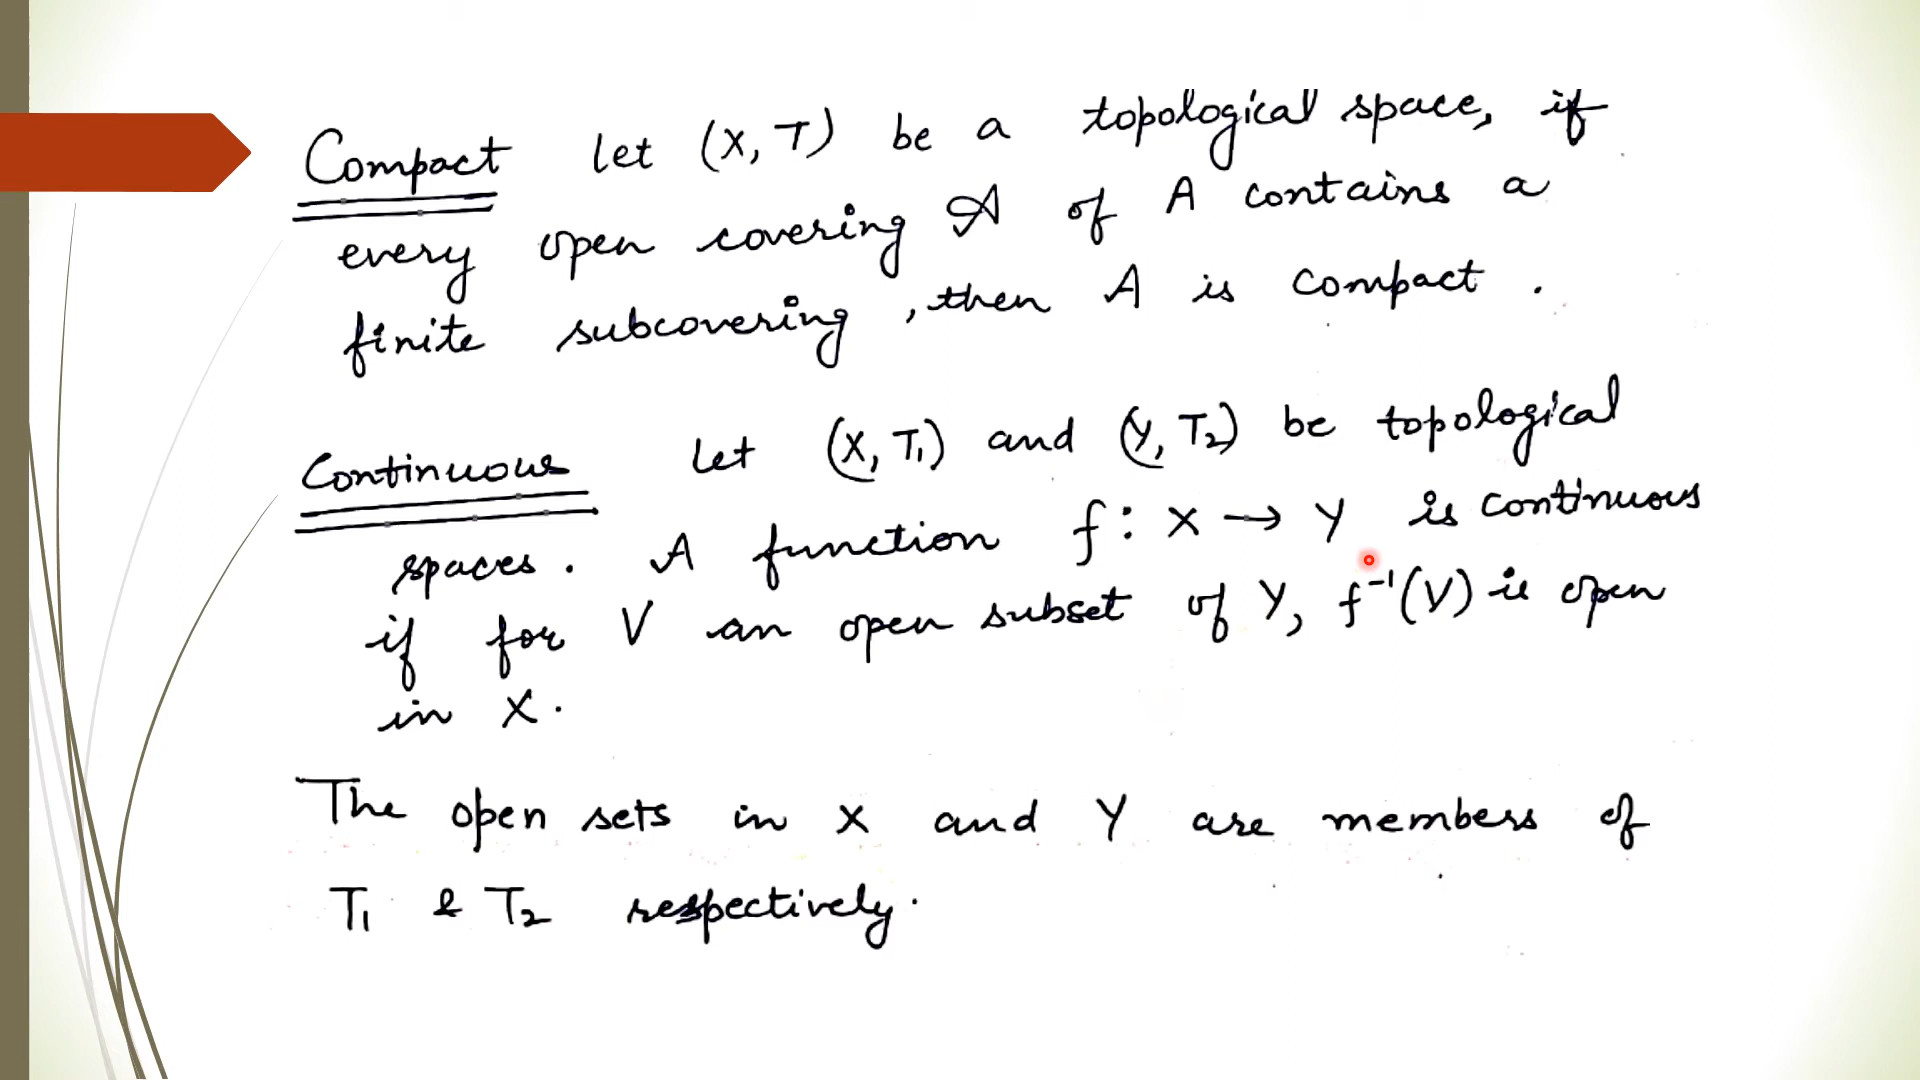 Compact let (X, T) be a topological space, if
every open covering 𝒜 of A contains a
finite subcovering, then A is compact.
Continuous Let (X, T₁) and (Y, T₂) be topological
spaces. A function f: X → Y is continuous
if for V an open subset of Y, f⁻¹(V) is open
in X.
The open sets in X and Y are members of
T₁ & T₂ respectively.